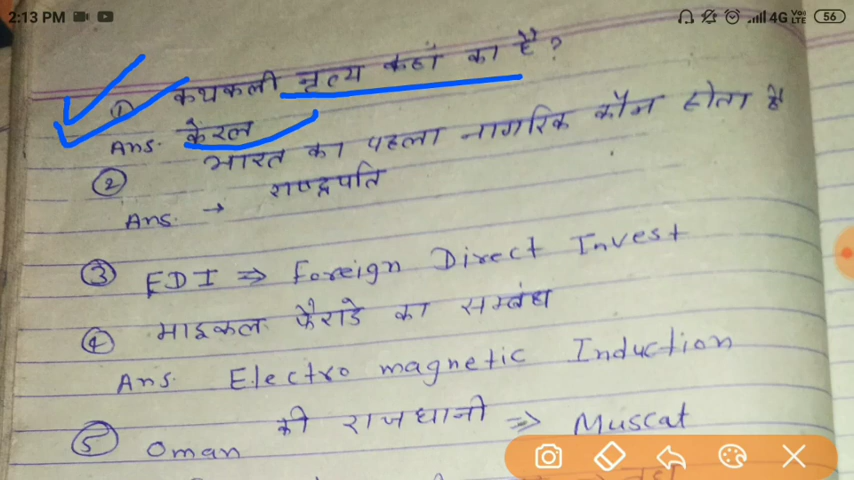 2:13 PM 4G VoLTE 56
① कथकली नृत्य कहां का है?
Ans. केरल
② भारत का पहला नागरिक कौन होता है
Ans. → राष्ट्रपति
③ FDI ⇒ Foreign Direct Invest
④ माइकल फैराडे का सम्बंध
Ans. Electro magnetic Induction
⑤ Oman की राजधानी ⇒ Muscat